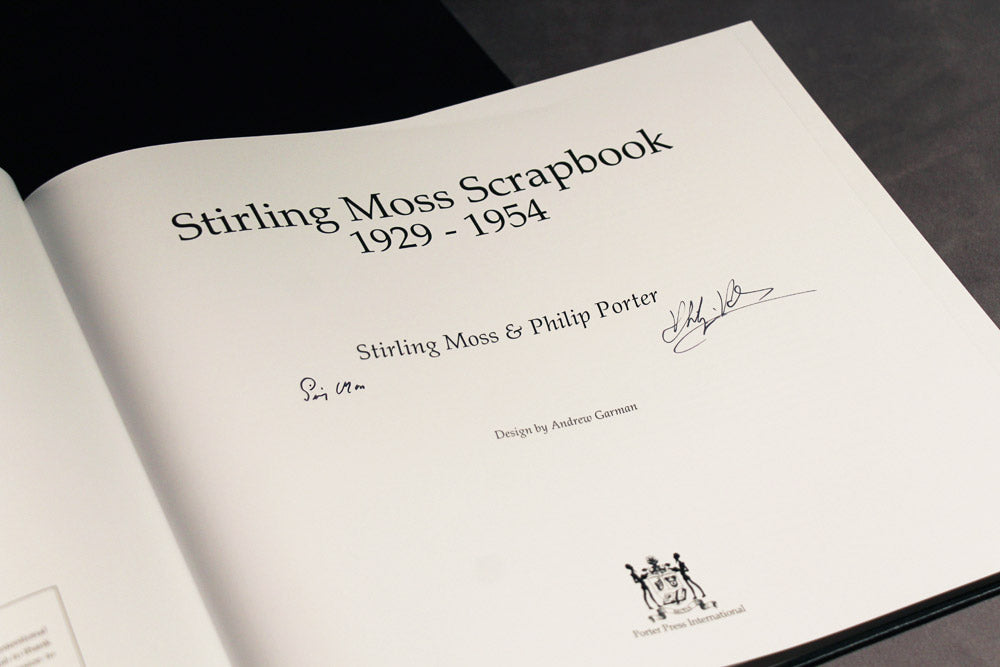 Stirling Moss Scrapbook
1929 - 1954
Stirling Moss & Philip Porter
Design by Andrew Garman
Porter Press International